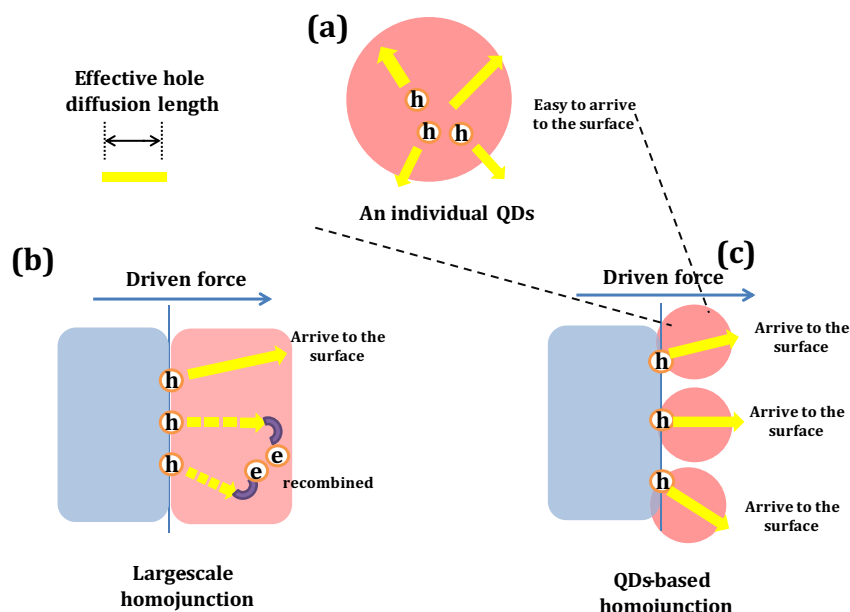 (a)
Effective hole
diffusion length
h
h
h
Easy to arrive
to the surface
An individual QDs
(b)
Driven force
Arrive to the
surface
h
h
h
e
e
recombined
Largescale
homojunction
(c)
Driven force
Arrive to the
surface
h
Arrive to the
surface
h
h
Arrive to the
surface
QDs-based
homojunction